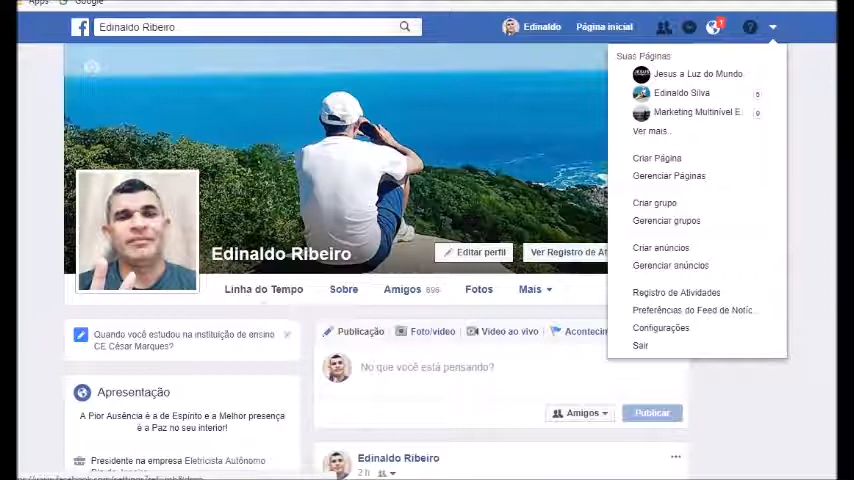 Apps Google
Edinaldo Ribeiro
Edinaldo
Página inicial
1
Suas Páginas
Jesus a Luz do Mundo
Edinaldo Silva
Marketing Multinível E.
Ver mais...
Criar Página
Gerenciar Páginas
Criar grupo
Gerenciar grupos
Criar anúncios
Gerenciar anúncios
Registro de Atividades
Preferências do Feed de Notíc...
Configurações
Sair
Edinaldo Ribeiro
Editar perfil
Ver Registro de Ati
Linha do Tempo Sobre Amigos 696 Fotos Mais
Quando você estudou na instituição de ensino
CE César Marques?
Apresentação
A Pior Ausência é a de Espírito e a Melhor presença
é a Paz no seu interior!
Presidente na empresa Eletricista Autônomo
Publicação Foto/vídeo Vídeo ao vivo Acontecim
No que você está pensando?
Amigos
Publicar
Edinaldo Ribeiro
2 h